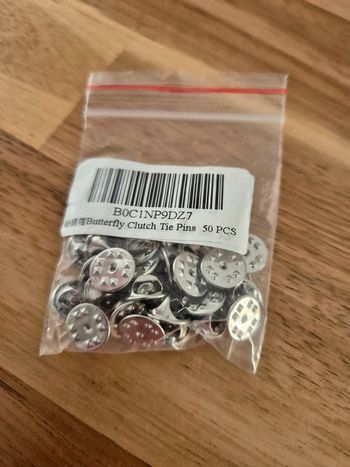 B0C1NP9DZ7
Butterfly Clutch Tie Pins 50 PCS